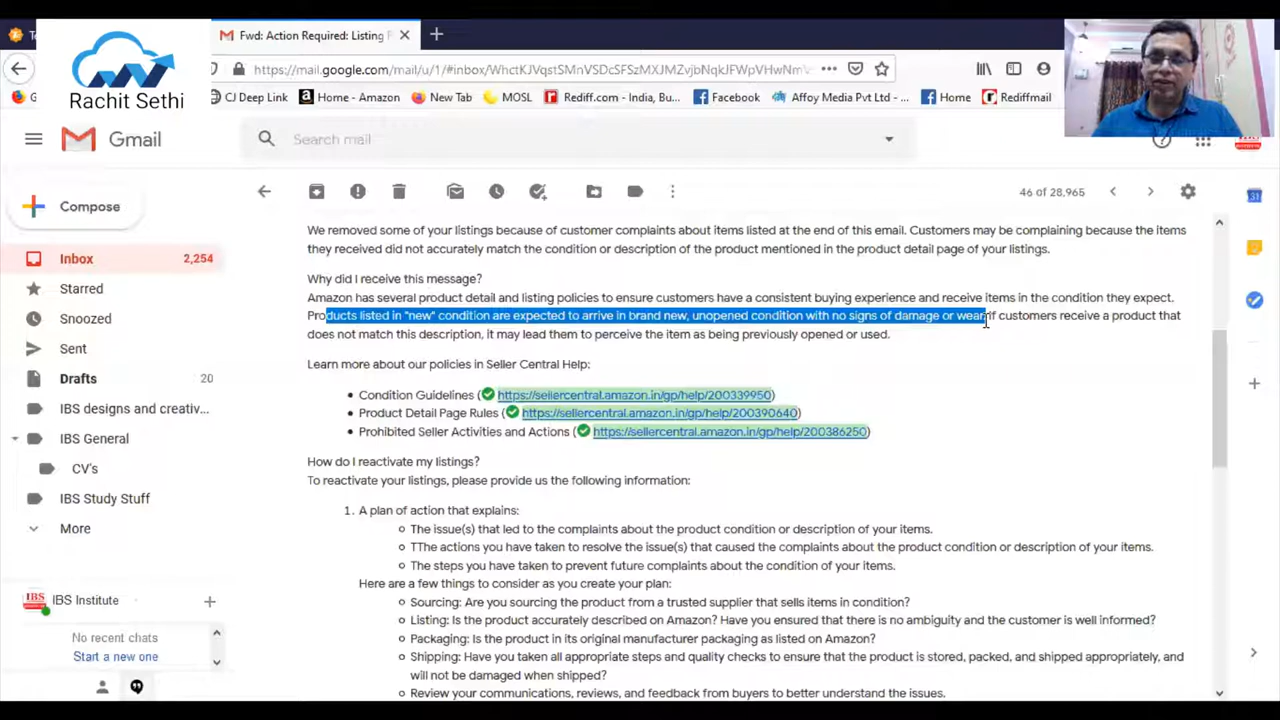 Fwd: Action Required: Listing
https://mail.google.com/mail/u/1/#inbox/WhctKJVqstSMnVSDcSFSzMXJMZvjbNqkJFWpVHwNm
Rachit Sethi
CJ Deep Link
Home - Amazon
New Tab
MOSL
Rediff.com - India, Bu...
Facebook
Affoy Media Pvt Ltd - ...
Home
Rediffmail
Gmail
Search mail
Compose
46 of 28,965
Inbox 2,254
Starred
Snoozed
Sent
Drafts 20
IBS designs and creativ...
IBS General
CV's
IBS Study Stuff
More
IBS Institute
No recent chats
Start a new one
We removed some of your listings because of customer complaints about items listed at the end of this email. Customers may be complaining because the items
they received did not accurately match the condition or description of the product mentioned in the product detail page of your listings.
Why did I receive this message?
Amazon has several product detail and listing policies to ensure customers have a consistent buying experience and receive items in the condition they expect.
Products listed in "new" condition are expected to arrive in brand new, unopened condition with no signs of damage or wear. If customers receive a product that
does not match this description, it may lead them to perceive the item as being previously opened or used.
Learn more about our policies in Seller Central Help:
• Condition Guidelines (https://sellercentral.amazon.in/gp/help/200339950)
• Product Detail Page Rules (https://sellercentral.amazon.in/gp/help/200390640)
• Prohibited Seller Activities and Actions (https://sellercentral.amazon.in/gp/help/200386250)
How do I reactivate my listings?
To reactivate your listings, please provide us the following information:
1. A plan of action that explains:
○ The issue(s) that led to the complaints about the product condition or description of your items.
○ TThe actions you have taken to resolve the issue(s) that caused the complaints about the product condition or description of your items.
○ The steps you have taken to prevent future complaints about the condition of your items.
Here are a few things to consider as you create your plan:
○ Sourcing: Are you sourcing the product from a trusted supplier that sells items in condition?
○ Listing: Is the product accurately described on Amazon? Have you ensured that there is no ambiguity and the customer is well informed?
○ Packaging: Is the product in its original manufacturer packaging as listed on Amazon?
○ Shipping: Have you taken all appropriate steps and quality checks to ensure that the product is stored, packed, and shipped appropriately, and
will not be damaged when shipped?
○ Review your communications, reviews, and feedback from buyers to better understand the issues.